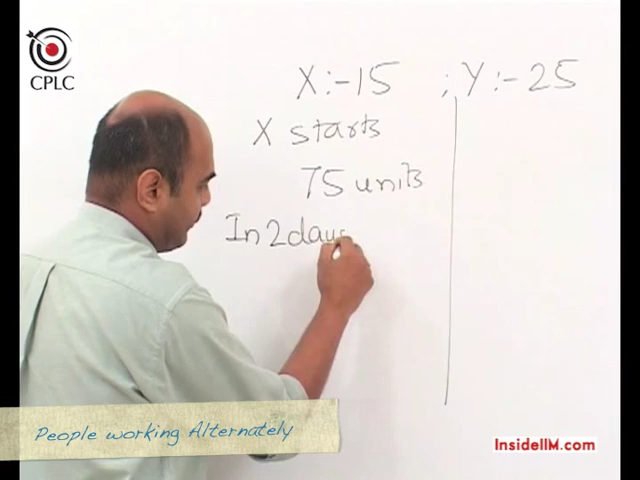 CPLC
X:-15 ; Y:-25
X starts
75 units
In 2 days
People working Alternately
InsideIIM.com